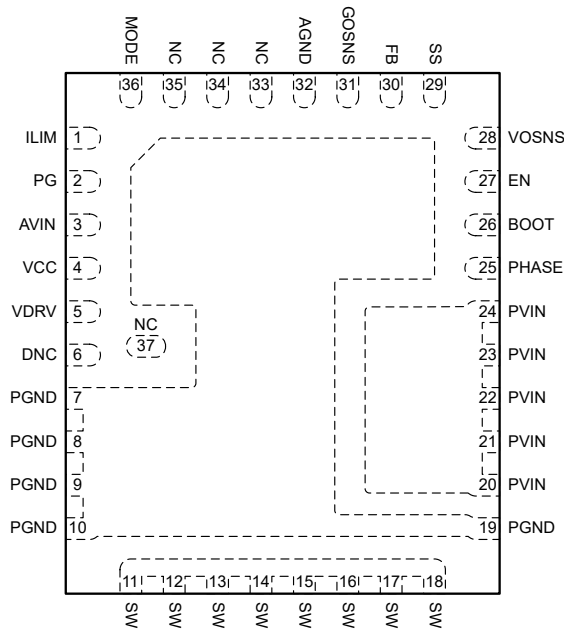 MODE NC NC NC AGND GOSNS FB SS
36 35 34 33 32 31 30 29
ILIM 1 28 VOSNS
PG 2 27 EN
AVIN 3 26 BOOT
VCC 4 25 PHASE
VDRV 5 24 PVIN
NC
37
DNC 6 23 PVIN
PGND 7 22 PVIN
PGND 8 21 PVIN
PGND 9 20 PVIN
PGND 10 19 PGND
11 12 13 14 15 16 17 18
SW SW SW SW SW SW SW SW